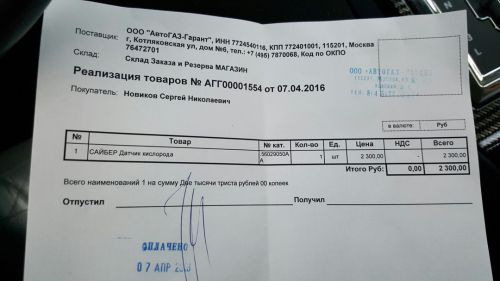 Поставщик: ООО "АвтоГАЗ-Гарант", ИНН 7724540116, КПП 772401001, 115201, Москва
г, Котляковская ул, дом №6, тел.: +7 (495) 7870068, Код по ОКПО
76472701
Склад: Склад Заказа и Резерва МАГАЗИН
Реализация товаров № АГГ00001554 от 07.04.2016
Покупатель: Новиков Сергей Николаевич
в валюте: Руб
№ Товар № кат. Кол-во Ед. Цена НДС Всего
1 САЙБЕР Датчик кислорода 56029050А А 1 шт 2 300,00 - 2 300,00
Итого Руб: 0,00 2 300,00
Всего наименований 1 на сумму Две тысячи триста рублей 00 копеек
Отпустил Получил
ОПЛАЧЕНО
07 АПР